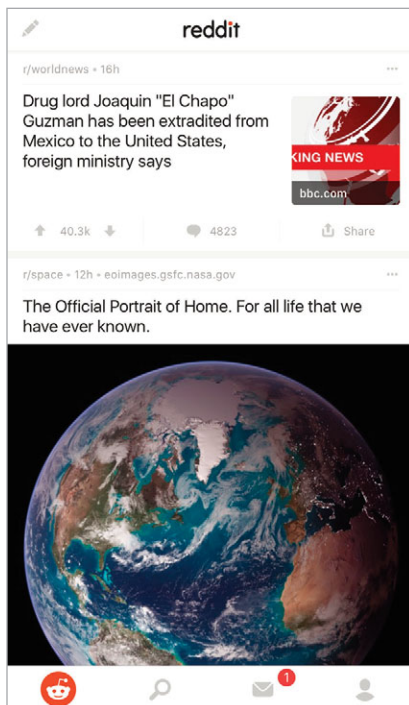 reddit
r/worldnews • 16h
Drug lord Joaquin "El Chapo"
Guzman has been extradited from
Mexico to the United States,
foreign ministry says
KING NEWS
bbc.com
40.3k
4823
Share
r/space • 12h • eoimages.gsfc.nasa.gov
The Official Portrait of Home. For all life that we
have ever known.
1